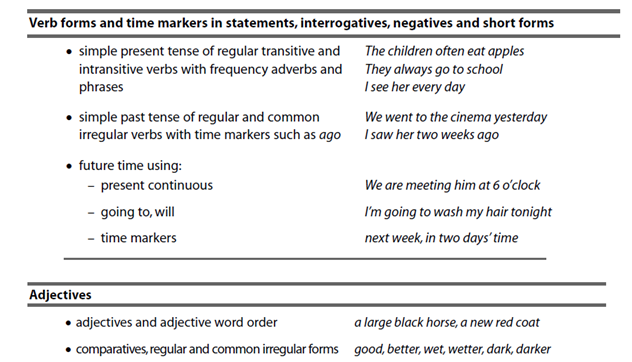 Verb forms and time markers in statements, interrogatives, negatives and short forms
• simple present tense of regular transitive and
intransitive verbs with frequency adverbs and
phrases
The children often eat apples
They always go to school
I see her every day
• simple past tense of regular and common
irregular verbs with time markers such as ago
We went to the cinema yesterday
I saw her two weeks ago
• future time using:
– present continuous
We are meeting him at 6 o’clock
– going to, will
I’m going to wash my hair tonight
– time markers
next week, in two days’ time
Adjectives
• adjectives and adjective word order
a large black horse, a new red coat
• comparatives, regular and common irregular forms
good, better, wet, wetter, dark, darker